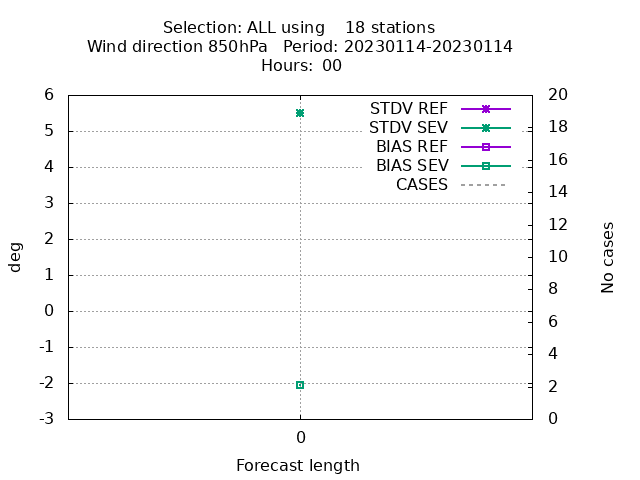 Selection: ALL using    18 stations
Wind direction 850hPa   Period: 20230114-20230114
Hours: 00
6
5
4
3
2
1
0
-1
-2
-3
deg
20
18
16
14
12
10
8
6
4
2
0
No cases
STDV REF
STDV SEV
BIAS REF
BIAS SEV
CASES
0
Forecast length